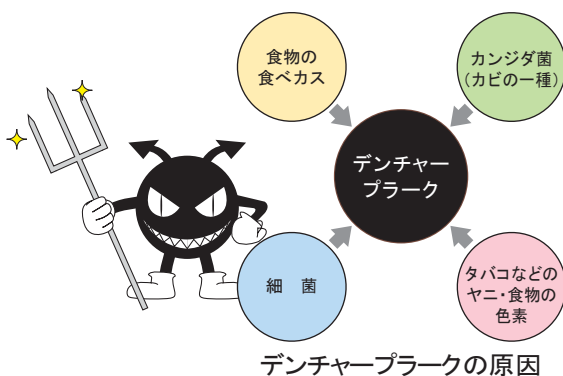 食物の
食べカス
カンジダ菌
（カビの一種）
デンチャー
プラーク
細　菌
タバコなどの
ヤニ・食物の
色素
デンチャープラークの原因